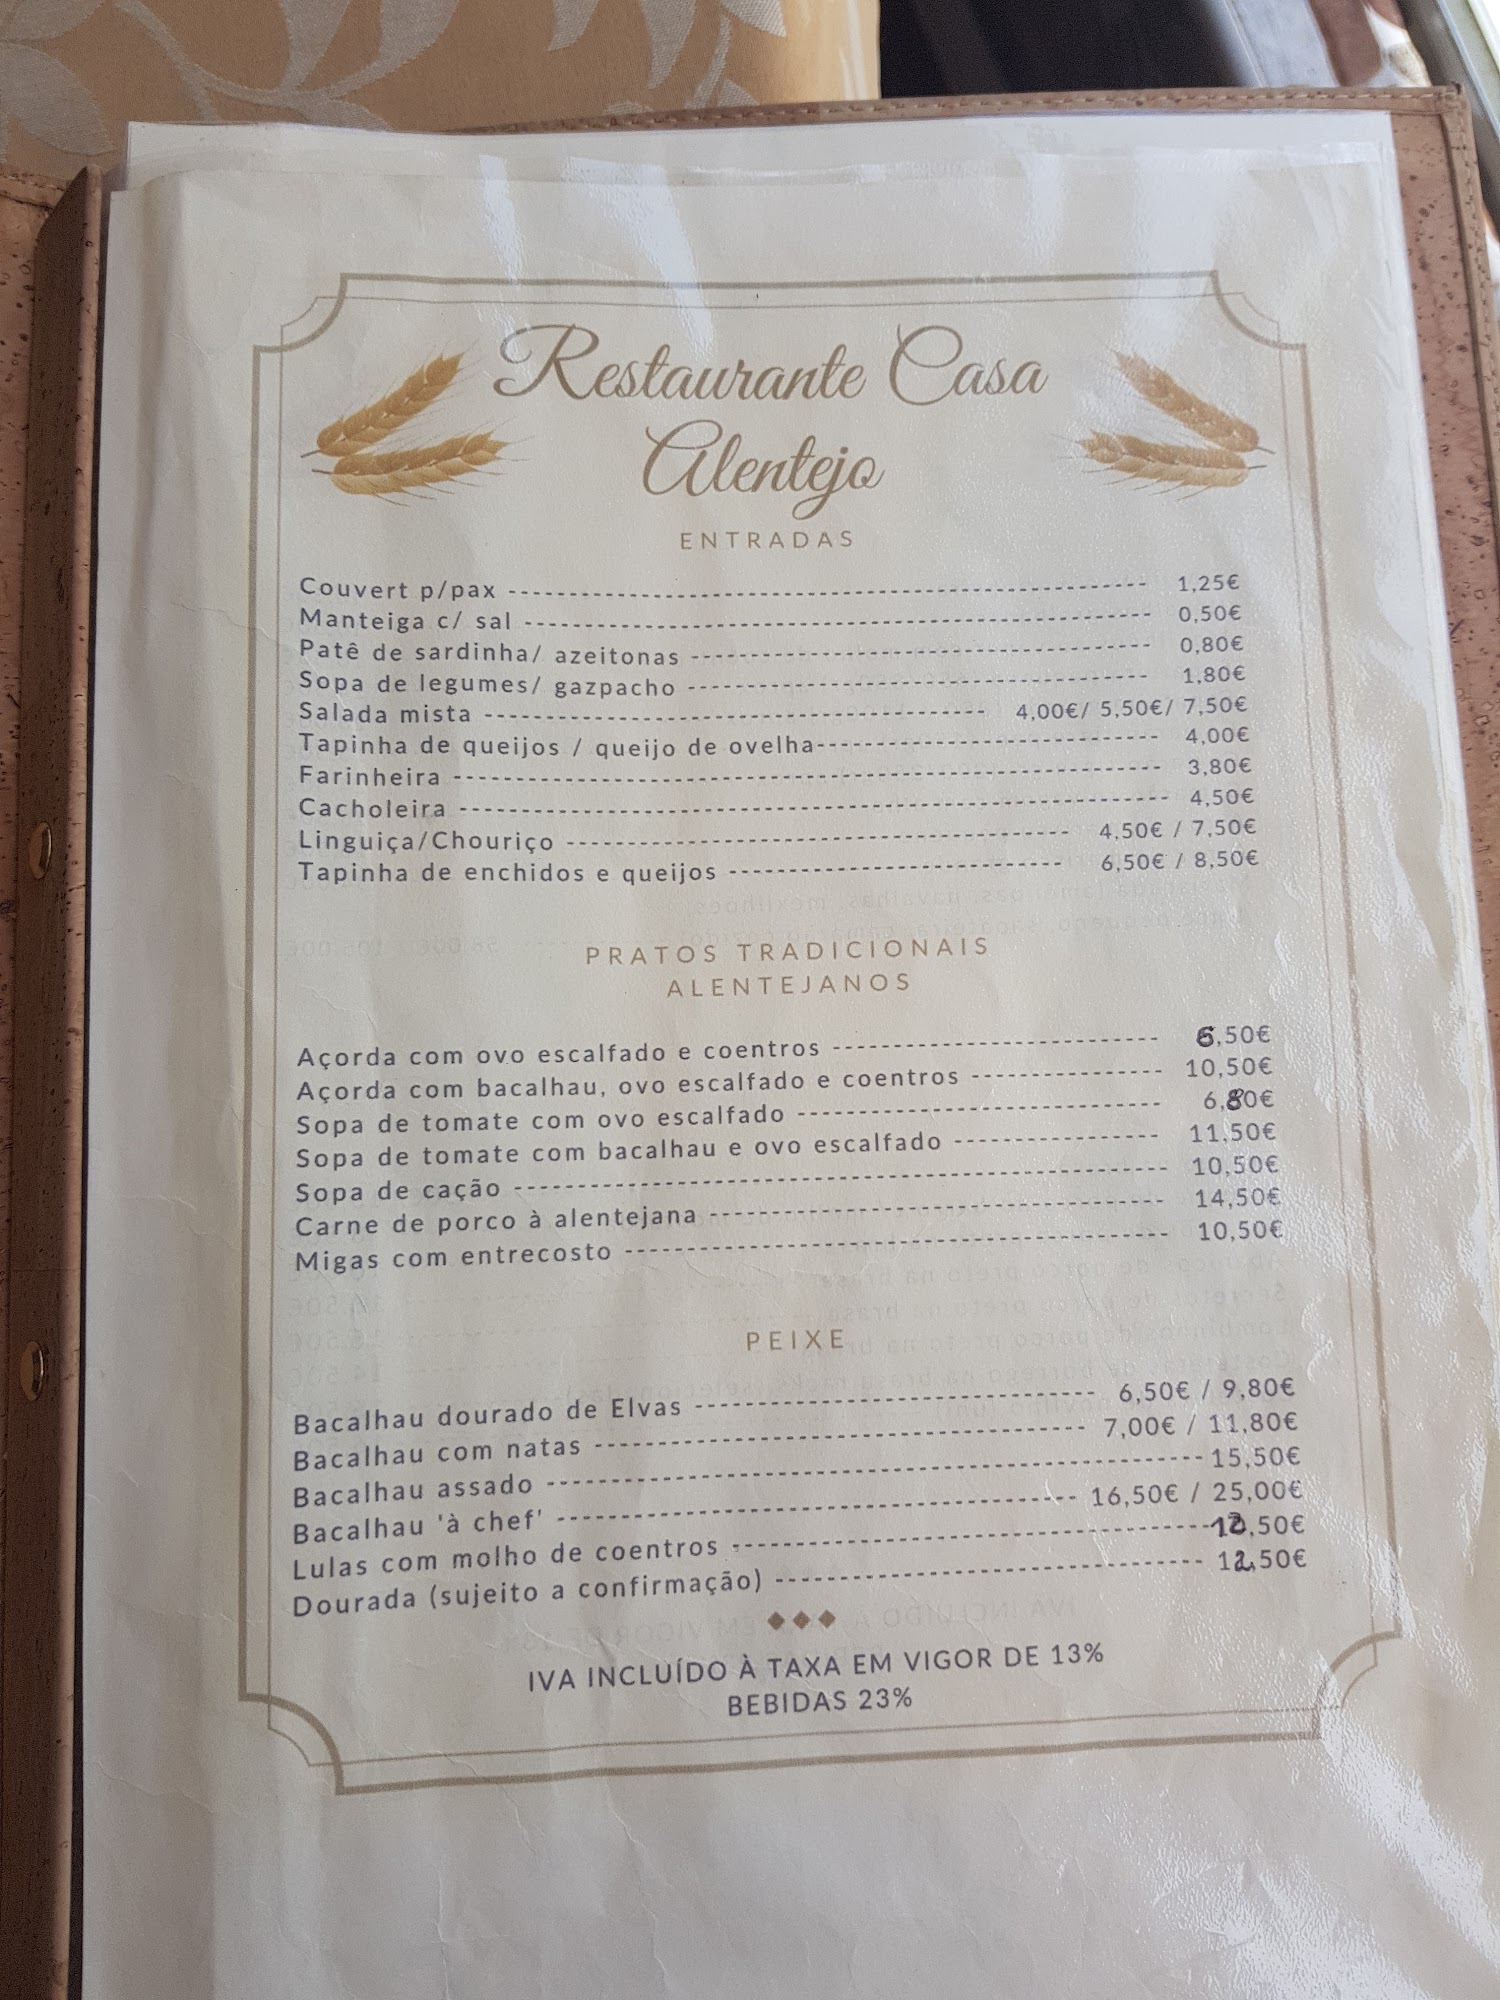 Restaurante Casa
Alentejo
ENTRADAS
Couvert p/pax ---- 1,25€
Manteiga c/ sal ---- 0,50€
Patê de sardinha/ azeitonas ---- 0,80€
Sopa de legumes/ gazpacho ---- 1,80€
Salada mista ---- 4,00€/ 5,50€/ 7,50€
Tapinha de queijos / queijo de ovelha---- 4,00€
Farinheira ---- 3,80€
Cacholeira ---- 4,50€
Linguiça/Chouriço ---- 4,50€ / 7,50€
Tapinha de enchidos e queijos ---- 6,50€ / 8,50€
PRATOS TRADICIONAIS
ALENTEJANOS
Açorda com ovo escalfado e coentros ---- 6,50€
Açorda com bacalhau, ovo escalfado e coentros ---- 10,50€
Sopa de tomate com ovo escalfado ---- 6,80€
Sopa de tomate com bacalhau e ovo escalfado ---- 11,50€
Sopa de cação ---- 10,50€
Carne de porco à alentejana ---- 14,50€
Migas com entrecosto ---- 10,50€
PEIXE
Bacalhau dourado de Elvas ---- 6,50€ / 9,80€
Bacalhau com natas ---- 7,00€ / 11,80€
Bacalhau assado ---- 15,50€
Bacalhau 'à chef' ---- 16,50€ / 25,00€
Lulas com molho de coentros ----
Dourada (sujeito a confirmação) ---- 12,50€
IVA INCLUÍDO À TAXA EM VIGOR DE 13%
BEBIDAS 23%